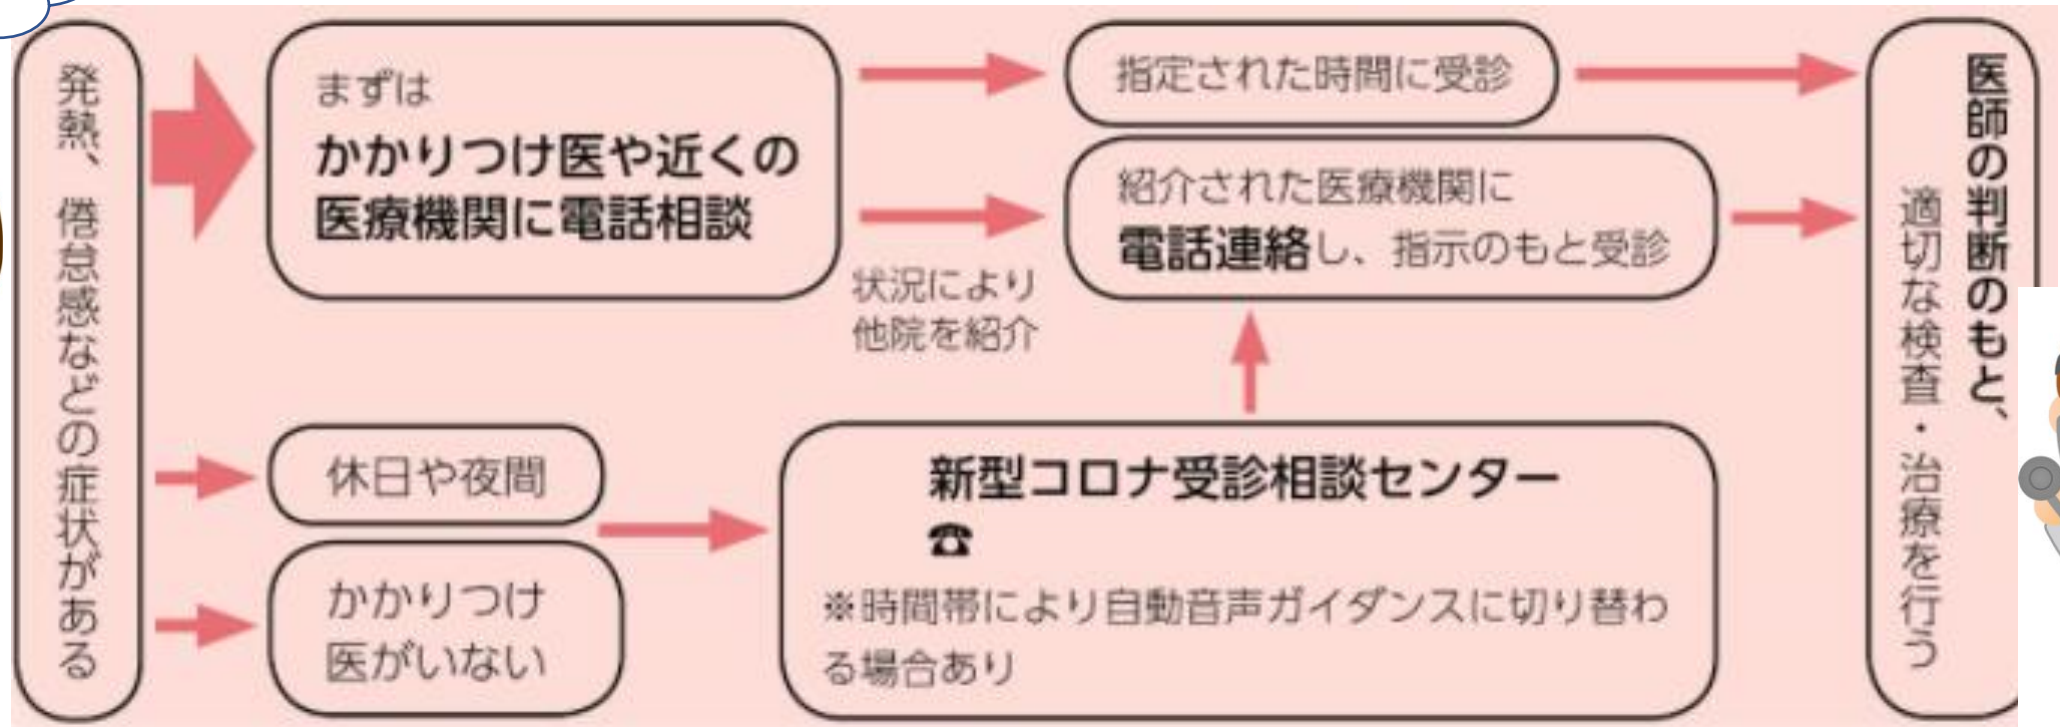 発熱、倦怠感などの症状がある
まずは
かかりつけ医や近くの
医療機関に電話相談
指定された時間に受診
紹介された医療機関に
電話連絡し、指示のもと受診
状況により
他院を紹介
休日や夜間
かかりつけ
医がいない
新型コロナ受診相談センター
☎
※時間帯により自動音声ガイダンスに切り替わ
る場合あり
医師の判断のもと、
適切な検査・治療を行う